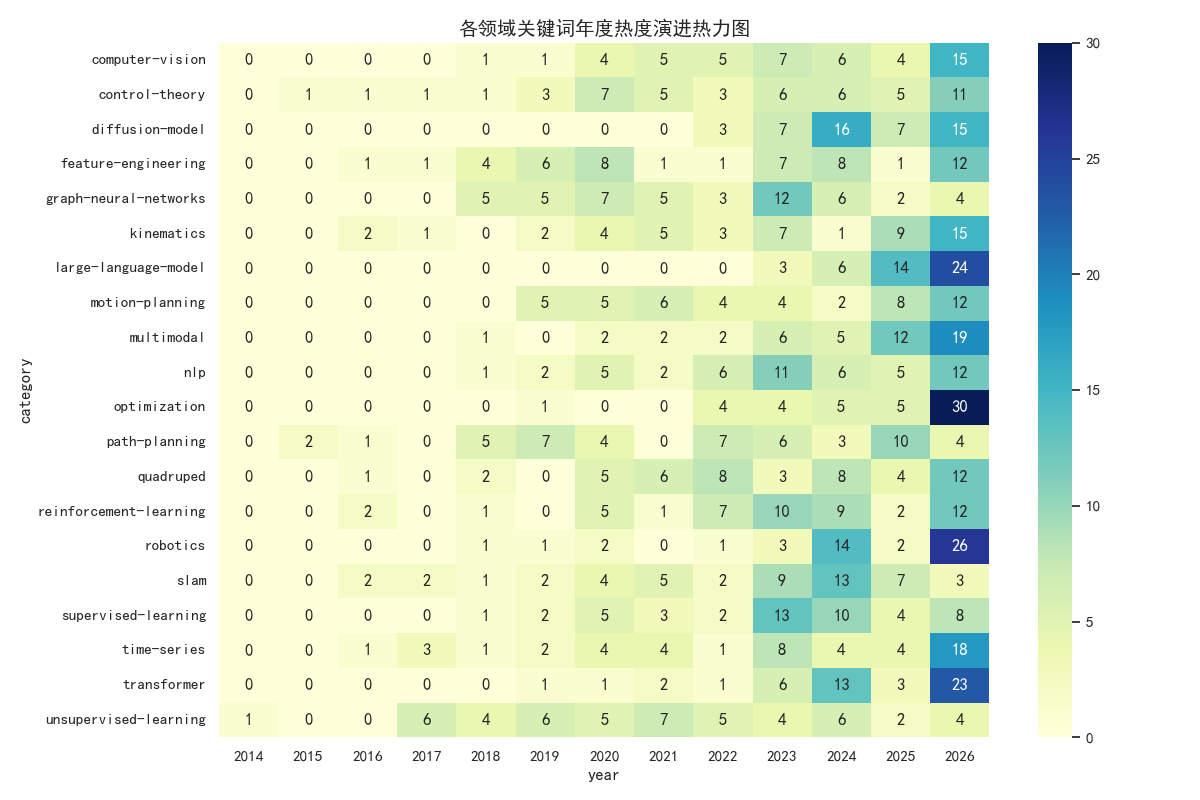 各领域关键词年度热度演进热力图
computer-vision 0 0 0 0 1 1 4 5 5 7 6 4 15
control-theory 0 1 1 1 1 3 7 5 3 6 6 5 11
diffusion-model 0 0 0 0 0 0 0 0 3 7 16 7 15
feature-engineering 0 0 1 1 4 6 8 1 1 7 8 1 12
graph-neural-networks 0 0 0 0 5 5 7 5 3 12 6 2 4
kinematics 0 0 2 1 0 2 4 5 3 7 1 9 15
large-language-model 0 0 0 0 0 0 0 0 0 3 6 14 24
motion-planning 0 0 0 0 0 5 5 6 4 4 2 8 12
multimodal 0 0 0 0 1 0 2 2 2 6 5 12 19
nlp 0 0 0 0 1 2 5 2 6 11 6 5 12
optimization 0 0 0 0 0 1 0 0 4 4 5 5 30
path-planning 0 2 1 0 5 7 4 0 7 6 3 10 4
quadruped 0 0 1 0 2 0 5 6 8 3 8 4 12
reinforcement-learning 0 0 2 0 1 0 5 1 7 10 9 2 12
robotics 0 0 0 0 1 1 2 0 1 3 14 2 26
slam 0 0 2 2 1 2 4 5 2 9 13 7 3
supervised-learning 0 0 0 0 1 2 5 3 2 13 10 4 8
time-series 0 0 1 3 1 2 4 4 1 8 4 4 18
transformer 0 0 0 0 0 1 1 2 1 6 13 3 23
unsupervised-learning 1 0 0 6 4 6 5 7 5 4 6 2 4
2014 2015 2016 2017 2018 2019 2020 2021 2022 2023 2024 2025 2026
year
category
30
25
20
15
10
5
0